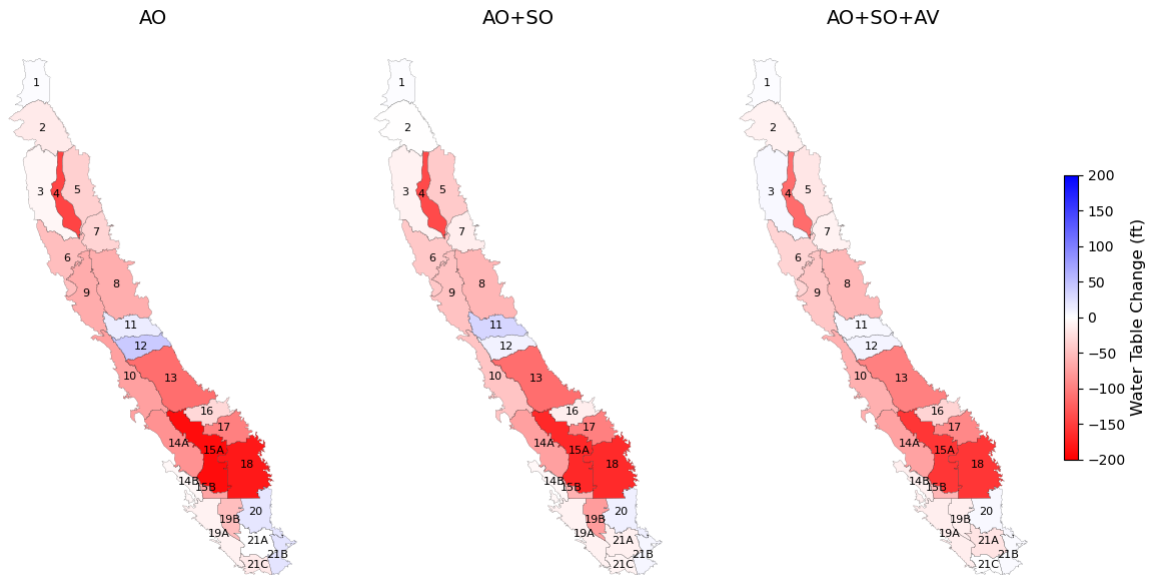 AO
AO+SO
AO+SO+AV
1
2
3
4
5
6
7
8
9
10
11
12
13
14A
14B
15A
15B
16
17
18
19A
19B
20
21A
21B
21C
1
2
3
4
5
6
7
8
9
10
11
12
13
14A
14B
15A
15B
16
17
18
19A
19B
20
21A
21B
21C
1
2
3
4
5
6
7
8
9
10
11
12
13
14A
14B
15A
15B
16
17
18
19A
19B
20
21A
21B
21C
200
150
100
50
0
−50
−100
−150
−200
Water Table Change (ft)